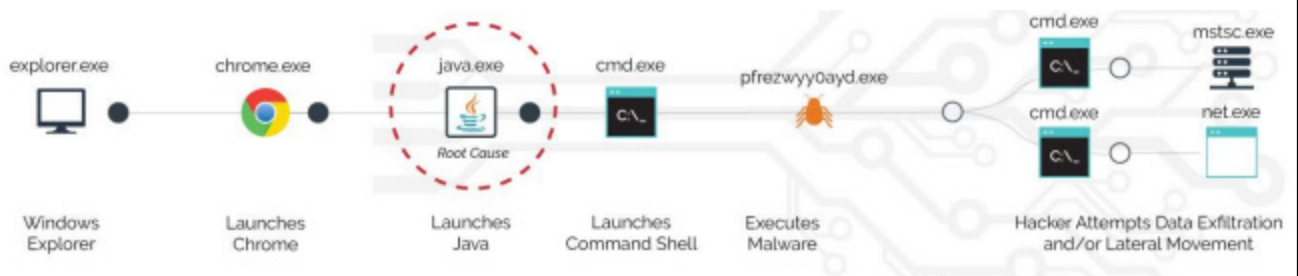 explorer.exe
chrome.exe
java.exe
Root Cause
cmd.exe
C:\_
pfrezwyy0ayd.exe
cmd.exe
C:\_
mstsc.exe
cmd.exe
C:\_
net.exe
Windows
Explorer
Launches
Chrome
Launches
Java
Launches
Command Shell
Executes
Malware
Hacker Attempts Data Exfiltration
and/or Lateral Movement